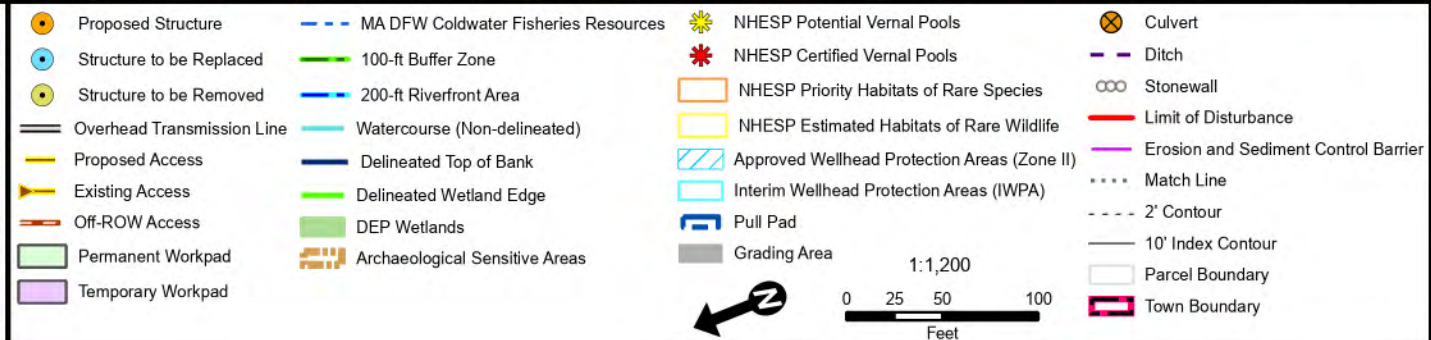 Proposed Structure
Structure to be Replaced
Structure to be Removed
Overhead Transmission Line
Proposed Access
Existing Access
Off-ROW Access
Permanent Workpad
Temporary Workpad
MA DFW Coldwater Fisheries Resources
100-ft Buffer Zone
200-ft Riverfront Area
Watercourse (Non-delineated)
Delineated Top of Bank
Delineated Wetland Edge
DEP Wetlands
Archaeological Sensitive Areas
NHESP Potential Vernal Pools
NHESP Certified Vernal Pools
NHESP Priority Habitats of Rare Species
NHESP Estimated Habitats of Rare Wildlife
Approved Wellhead Protection Areas (Zone II)
Interim Wellhead Protection Areas (IWPA)
Pull Pad
Grading Area
1:1,200
N
0 25 50 100
Feet
Culvert
Ditch
Stonewall
Limit of Disturbance
Erosion and Sediment Control Barrier
Match Line
2' Contour
10' Index Contour
Parcel Boundary
Town Boundary